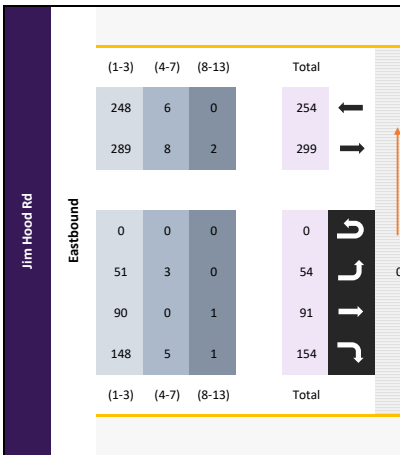 Jim Hood Rd
Eastbound
(1-3) (4-7) (8-13) Total
248 6 0 254
289 8 2 299
0 0 0 0
51 3 0 54
90 0 1 91
148 5 1 154
(1-3) (4-7) (8-13) Total